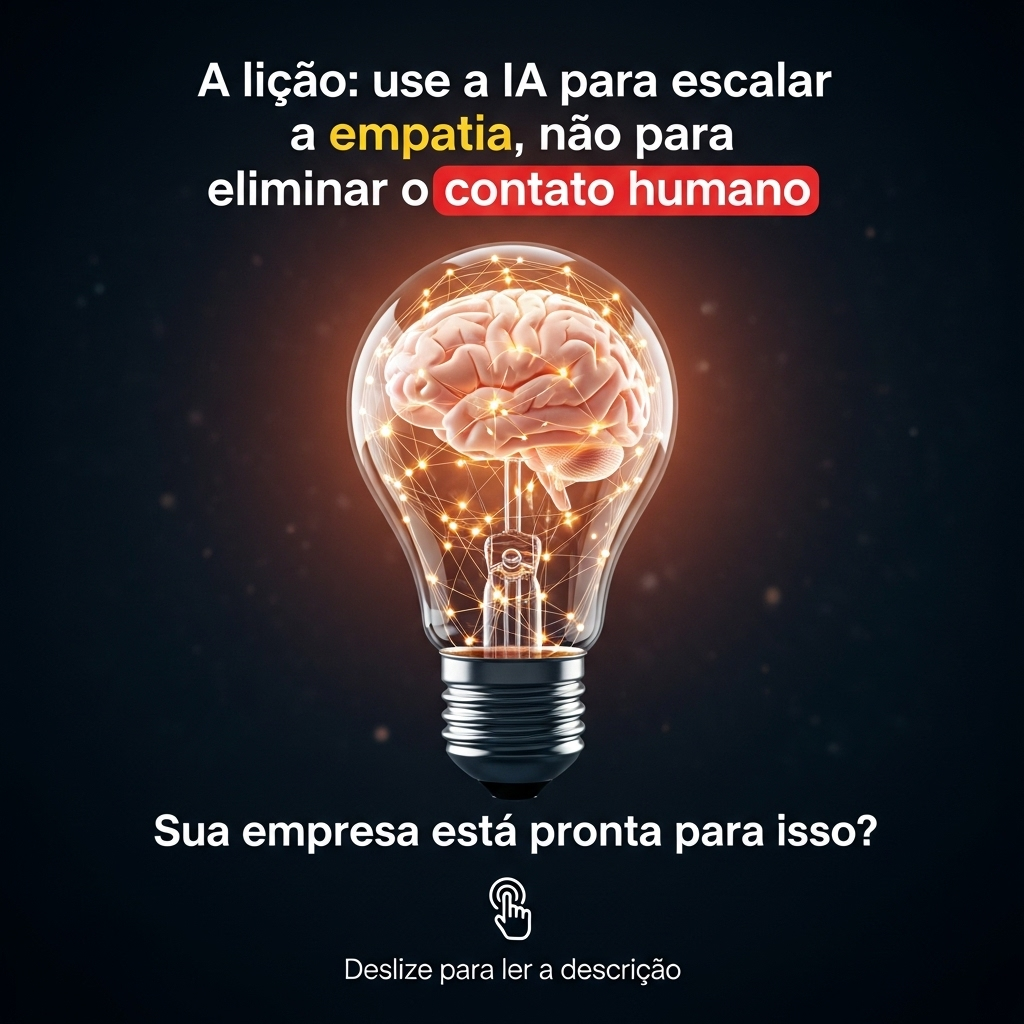 A lição: use a IA para escalar
a empatia, não para
eliminar o contato humano
Sua empresa está pronta para isso?
Deslize para ler a descrição